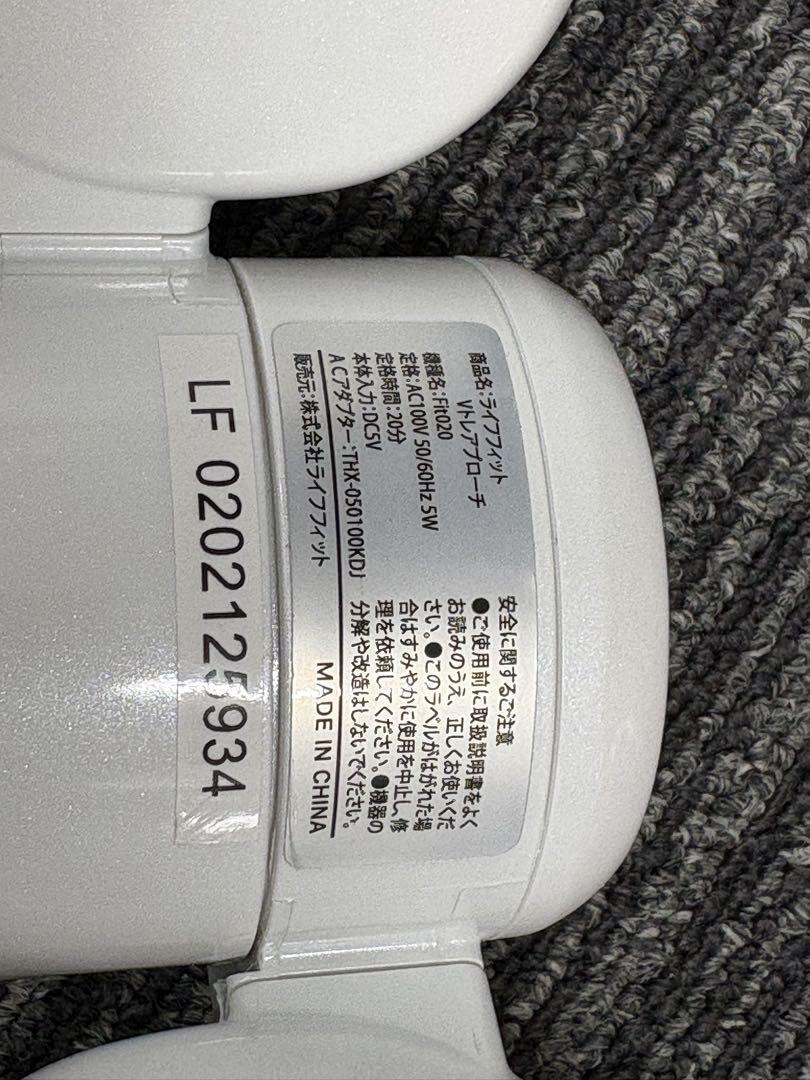 商品名:ライフフィット
Vトレアプローチ
機種名:Fit020
定格:AC100V 50/60Hz 5W
定格時間:20分
本体入力:DC5V
ACアダプター:THX-050100KDJ
販売元:株式会社ライフフィット
安全に関するご注意
●ご使用前に取扱説明書をよく
お読みのうえ、正しくお使いくだ
さい。●このラベルがはがれた場
合はすみやかに使用を中止し、修
理を依頼してください。●機器の
分解や改造はしないでください。
MADE IN CHINA
LF 0202125934